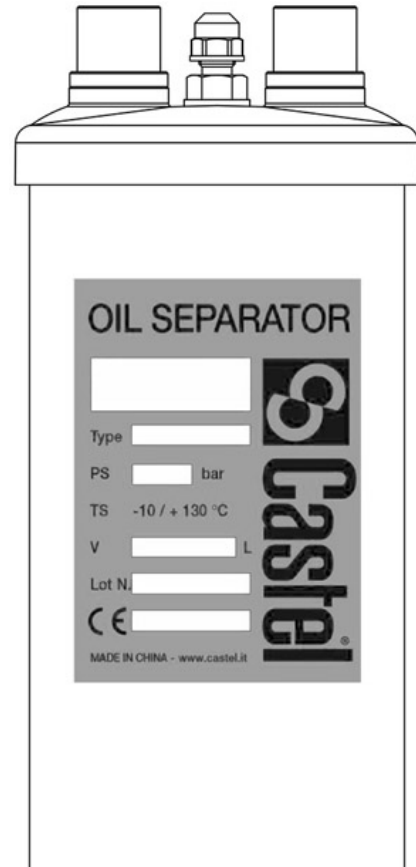 OIL SEPARATOR
Type
PS bar
TS -10 / + 130 °C
V L
Lot N.
CE
MADE IN CHINA - www.castel.it
Castel®